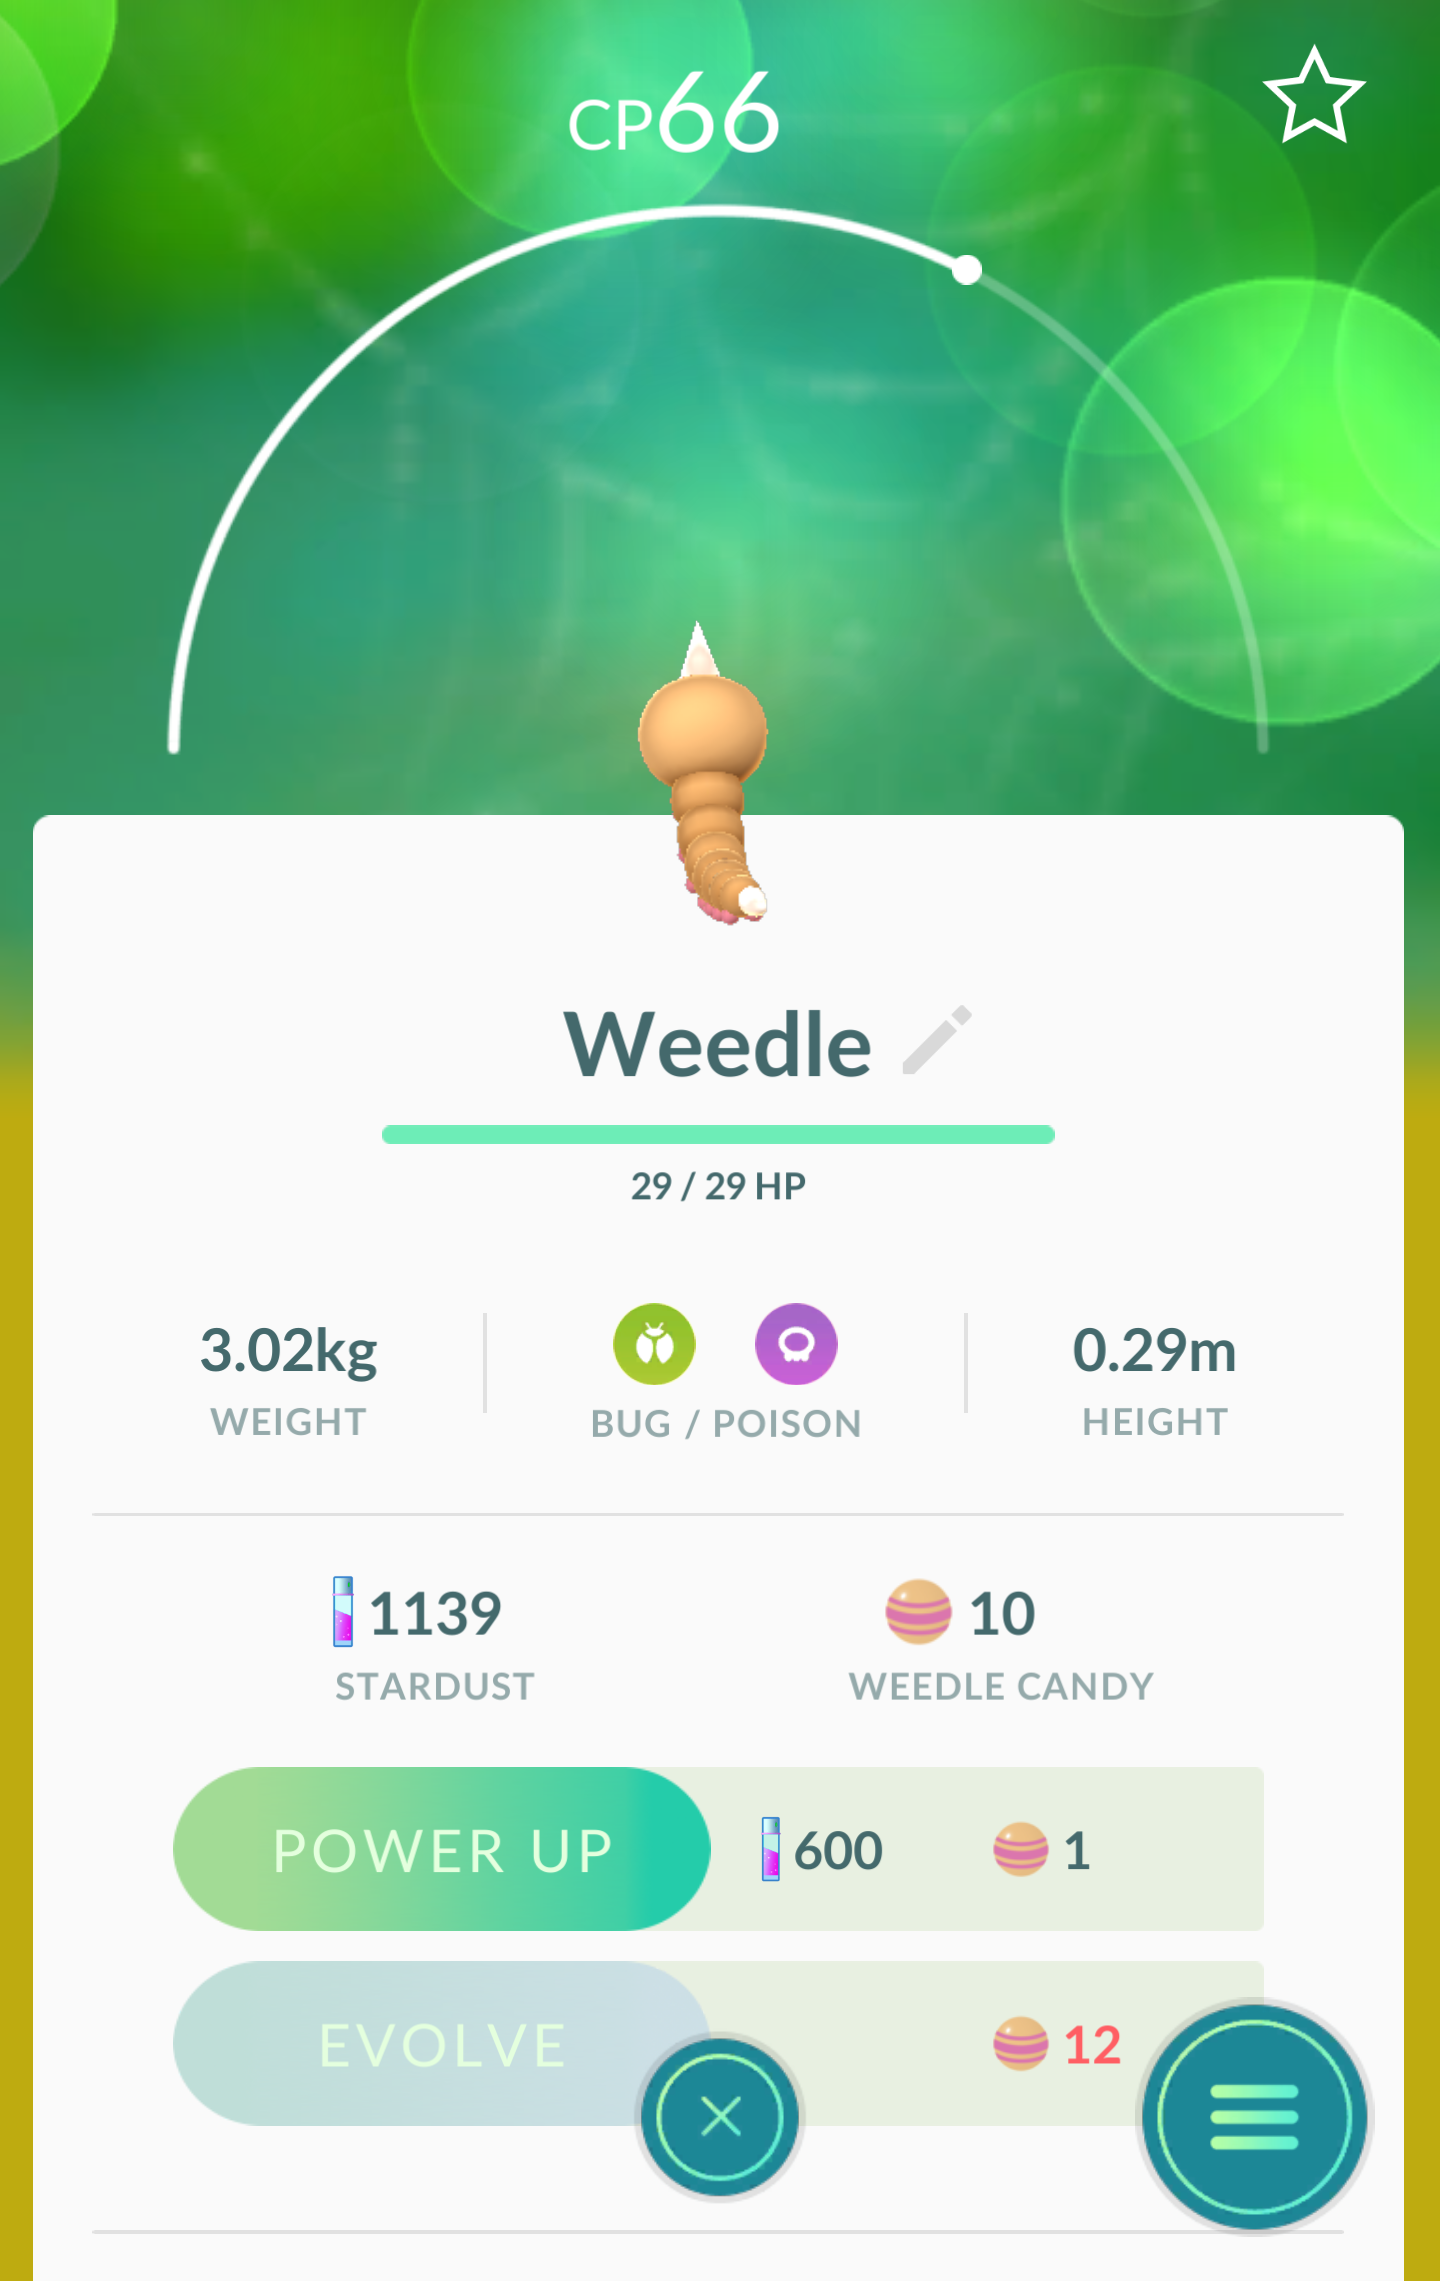 CP66
Weedle
29 / 29 HP
3.02kg
WEIGHT
BUG / POISON
0.29m
HEIGHT
1139
STARDUST
10
WEEDLE CANDY
POWER UP 600 1
EVOLVE 12